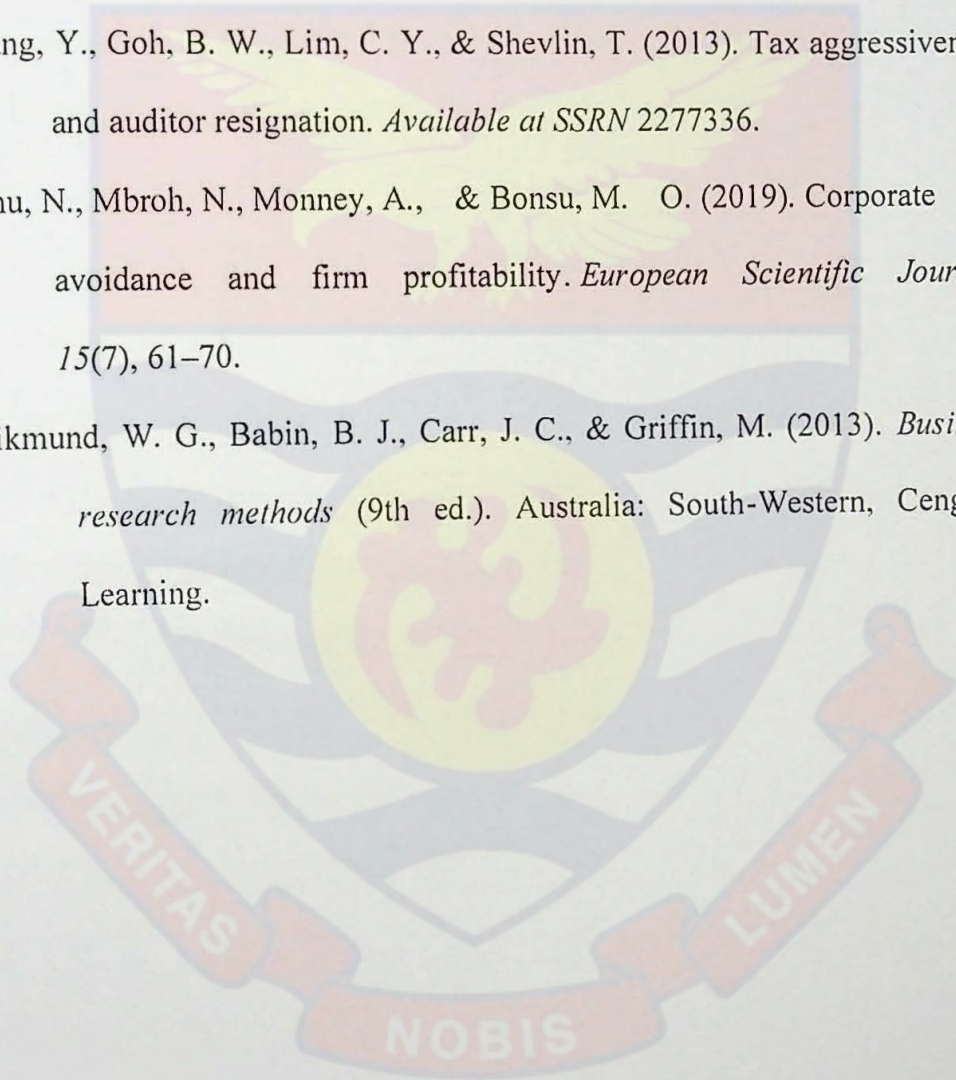 ng, Y., Goh, B. W., Lim, C. Y., & Shevlin, T. (2013). Tax aggressiven
and auditor resignation. Available at SSRN 2277336.
nu, N., Mbroh, N., Monney, A., & Bonsu, M. O. (2019). Corporate
avoidance and firm profitability. European Scientific Jour
15(7), 61–70.
ikmund, W. G., Babin, B. J., Carr, J. C., & Griffin, M. (2013). Busi
research methods (9th ed.). Australia: South-Western, Ceng
Learning.
VERITAS
NOBIS
LUMEN